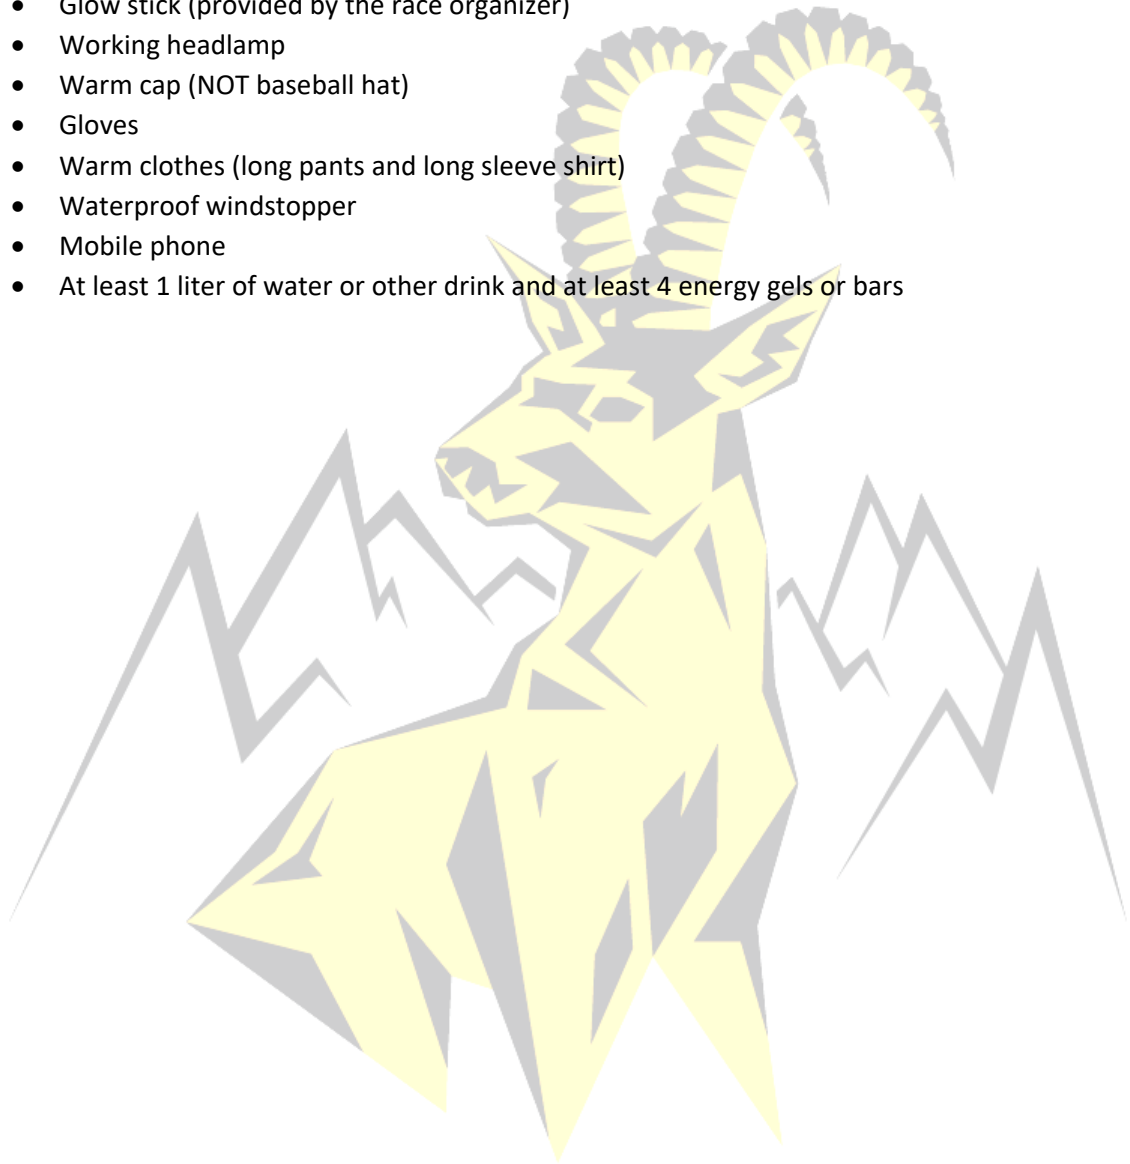 • Glow stick (provided by the race organizer)
• Working headlamp
• Warm cap (NOT baseball hat)
• Gloves
• Warm clothes (long pants and long sleeve shirt)
• Waterproof windstopper
• Mobile phone
• At least 1 liter of water or other drink and at least 4 energy gels or bars